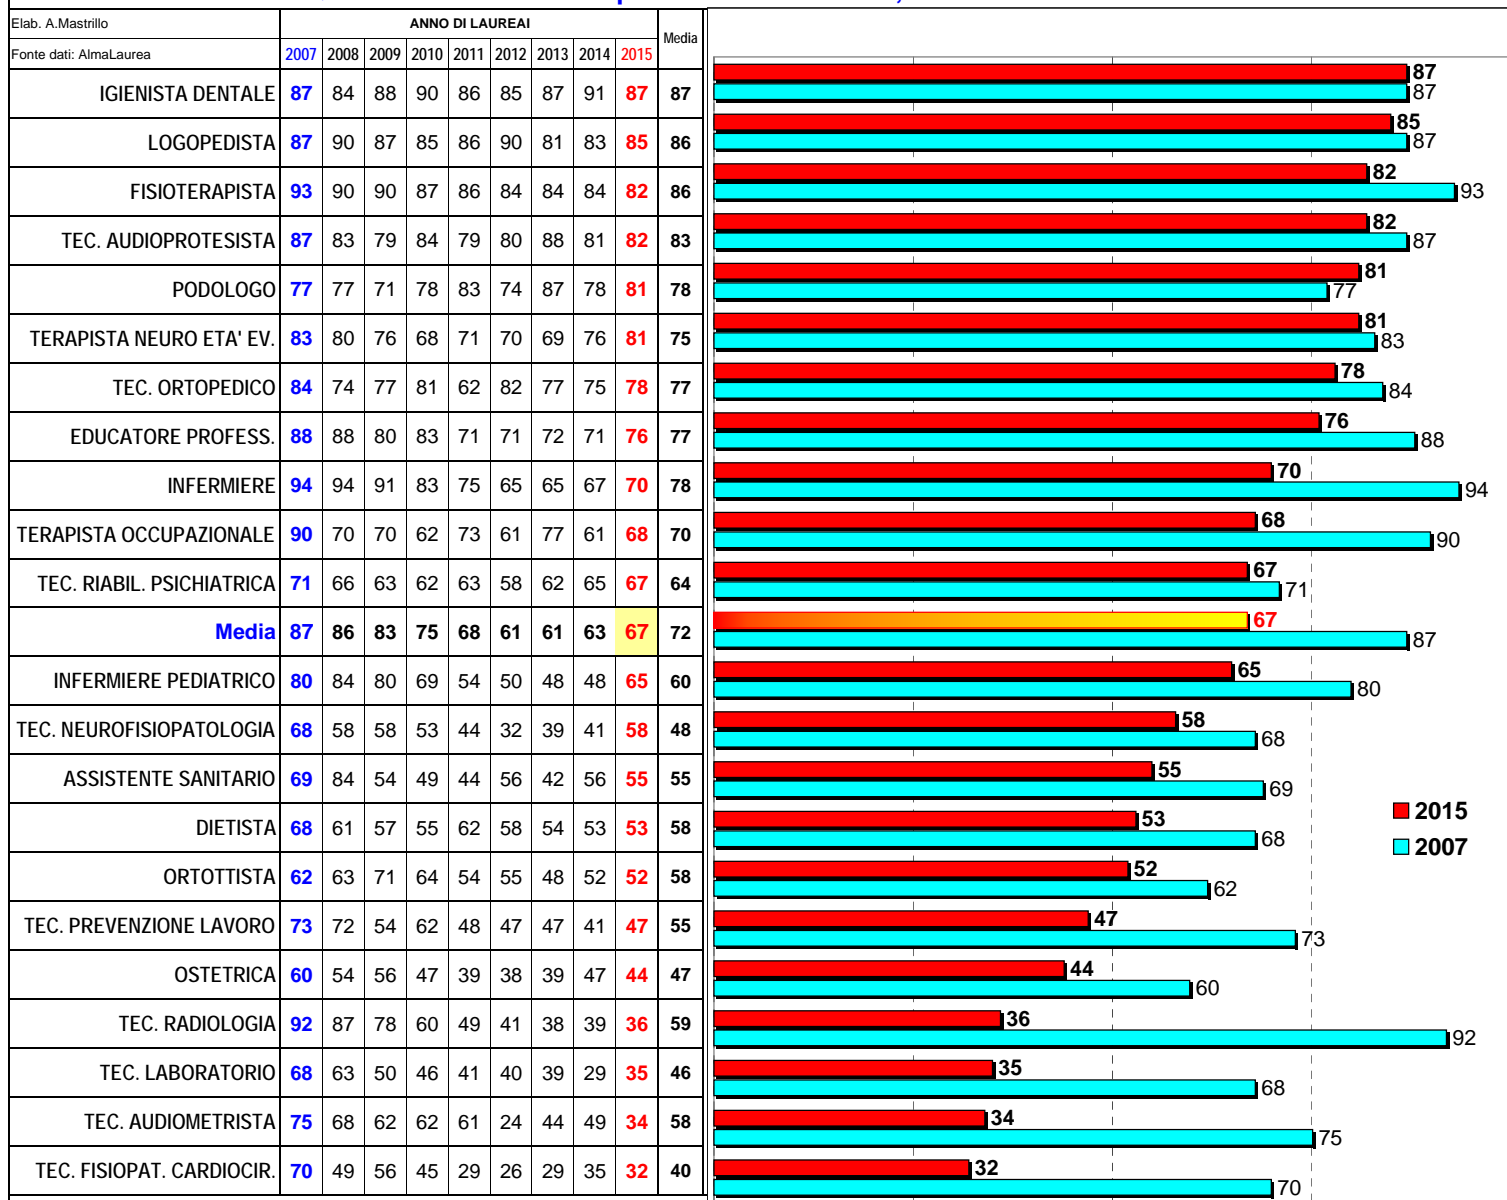 Elab. A.Mastrillo ANNO DI LAUREAI Media
Fonte dati: AlmaLaurea 2007 2008 2009 2010 2011 2012 2013 2014 2015
IGIENISTA DENTALE 87 84 88 90 86 85 87 91 87 87 87 87
LOGOPEDISTA 87 90 87 85 86 90 81 83 85 86 85 87
FISIOTERAPISTA 93 90 90 87 86 84 84 84 82 86 82 93
TEC. AUDIOPROTESISTA 87 83 79 84 79 80 88 81 82 83 82 87
PODOLOGO 77 77 71 78 83 74 87 78 81 78 81 77
TERAPISTA NEURO ETA' EV. 83 80 76 68 71 70 69 76 81 75 81 83
TEC. ORTOPEDICO 84 74 77 81 62 82 77 75 78 77 78 84
EDUCATORE PROFESS. 88 88 80 83 71 71 72 71 76 77 76 88
INFERMIERE 94 94 91 83 75 65 65 67 70 78 70 94
TERAPISTA OCCUPAZIONALE 90 70 70 62 73 61 77 61 68 70 68 90
TEC. RIABIL. PSICHIATRICA 71 66 63 62 63 58 62 65 67 64 67 71
Media 87 86 83 75 68 61 61 63 67 72 67 87
INFERMIERE PEDIATRICO 80 84 80 69 54 50 48 48 65 60 65 80
TEC. NEUROFISIOPATOLOGIA 68 58 58 53 44 32 39 41 58 48 58 68
ASSISTENTE SANITARIO 69 84 54 49 44 56 42 56 55 55 55 69
DIETISTA 68 61 57 55 62 58 54 53 53 58 53 68
ORTOTTISTA 62 63 71 64 54 55 48 52 52 58 52 62
TEC. PREVENZIONE LAVORO 73 72 54 62 48 47 47 41 47 55 47 73
OSTETRICA 60 54 56 47 39 38 39 47 44 47 44 60
TEC. RADIOLOGIA 92 87 78 60 49 41 38 39 36 59 36 92
TEC. LABORATORIO 68 63 50 46 41 40 39 29 35 46 35 68
TEC. AUDIOMETRISTA 75 68 62 62 61 24 44 49 34 58 34 75
TEC. FISIOPAT. CARDIOCIR. 70 49 56 45 29 26 29 35 32 40 32 70
2015
2007